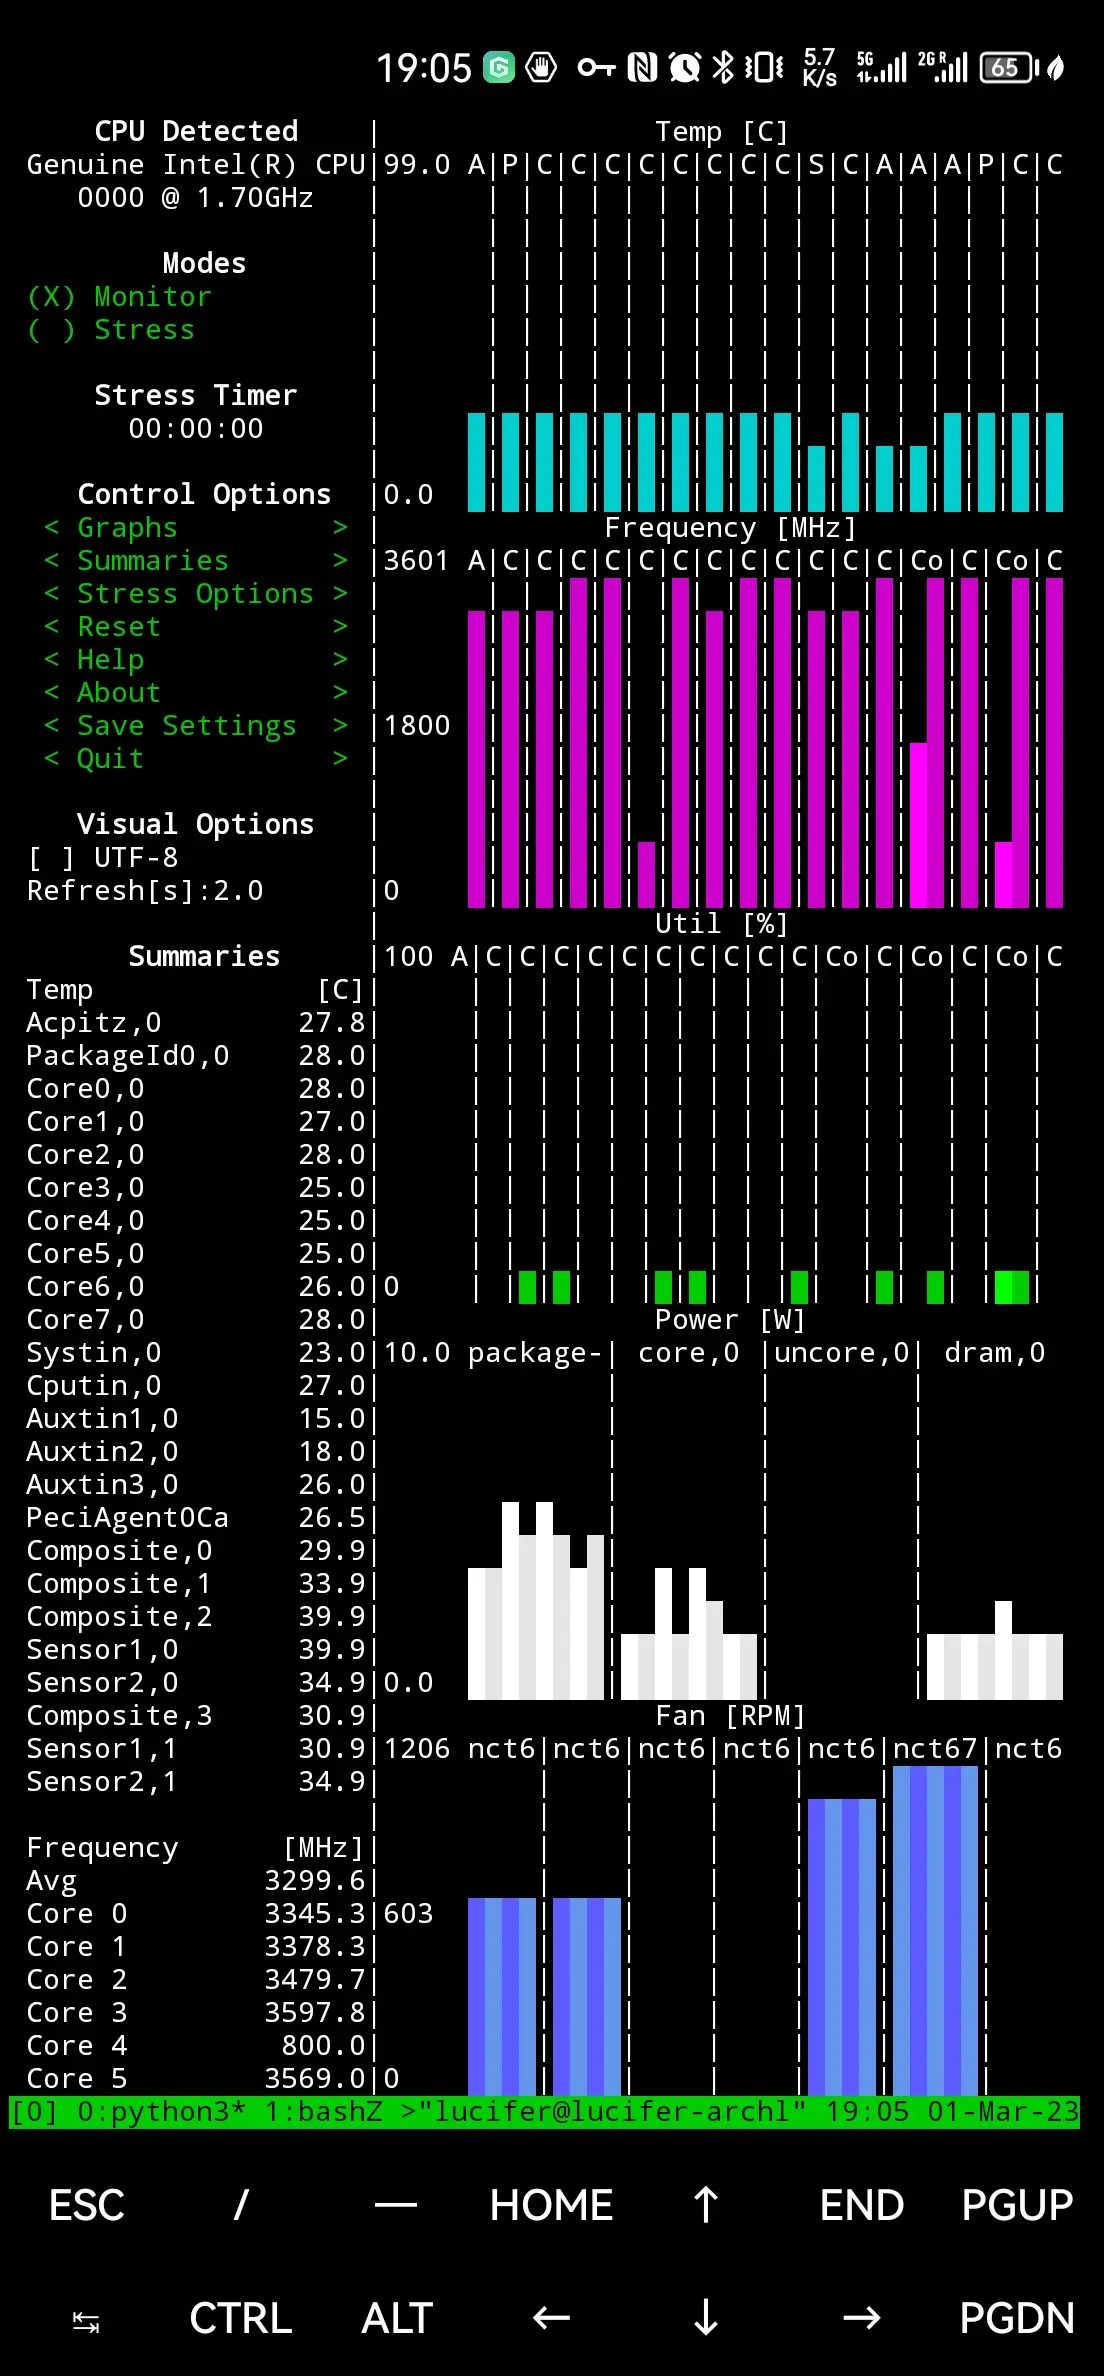 19:05 5.7 K/s 5G 2G R 65
CPU Detected
Genuine Intel(R) CPU
0000 @ 1.70GHz
Modes
(X) Monitor
( ) Stress
Stress Timer
00:00:00
Control Options
< Graphs >
< Summaries >
< Stress Options >
< Reset >
< Help >
< About >
< Save Settings >
< Quit >
Visual Options
[ ] UTF-8
Refresh[s]:2.0
Summaries
Temp [C]
Acpitz,0 27.8
PackageId0,0 28.0
Core0,0 28.0
Core1,0 27.0
Core2,0 28.0
Core3,0 25.0
Core4,0 25.0
Core5,0 25.0
Core6,0 26.0
Core7,0 28.0
Systin,0 23.0
Cputin,0 27.0
Auxtin1,0 15.0
Auxtin2,0 18.0
Auxtin3,0 26.0
PeciAgent0Ca 26.5
Composite,0 29.9
Composite,1 33.9
Composite,2 39.9
Sensor1,0 39.9
Sensor2,0 34.9
Composite,3 30.9
Sensor1,1 30.9
Sensor2,1 34.9
Frequency [MHz]
Avg 3299.6
Core 0 3345.3
Core 1 3378.3
Core 2 3479.7
Core 3 3597.8
Core 4 800.0
Core 5 3569.0
Temp [C]
99.0 A|P|C|C|C|C|C|C|C|C|S|C|A|A|A|P|C|C
0.0
Frequency [MHz]
3601 A|C|C|C|C|C|C|C|C|C|C|C|C|Co|C|Co|C
1800
0
Util [%]
100 A|C|C|C|C|C|C|C|C|C|C|Co|C|Co|C|Co|C
0
Power [W]
10.0 package-| core,0 |uncore,0| dram,0
0.0
Fan [RPM]
1206 nct6|nct6|nct6|nct6|nct6|nct67|nct6
603
0
[0] 0:python3* 1:bashZ >"lucifer@lucifer-archl" 19:05 01-Mar-23
ESC / — HOME ↑ END PGUP
↹ CTRL ALT ← ↓ → PGDN